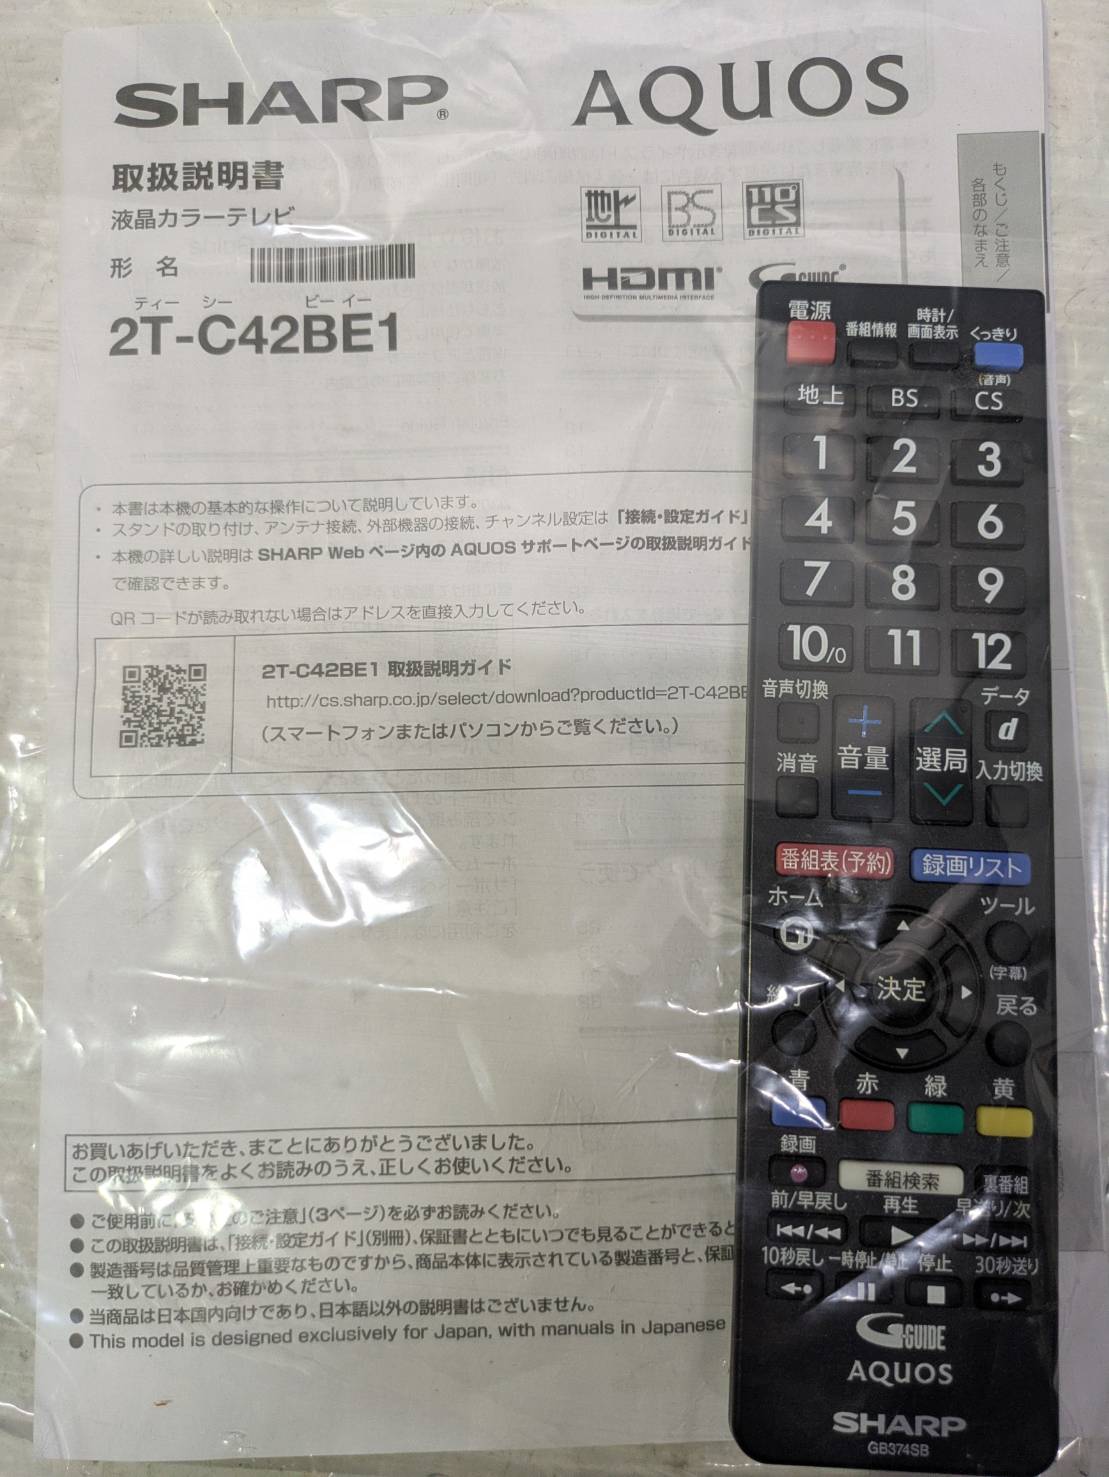 SHARP®
AQUOS
取扱説明書
液晶カラーテレビ
形名
ティー シー ビー イー
2T-C42BE1
地上 DIGITAL
BS DIGITAL
110° CS DIGITAL
HDMI®
HIGH-DEFINITION MULTIMEDIA INTERFACE
G GUIDE®
もくじ/ご注意/
各部のなまえ
・ 本書は本機の基本的な操作について説明しています。
・ スタンドの取り付け、アンテナ接続、外部機器の接続、チャンネル設定は「接続・設定ガイド」
・ 本機の詳しい説明は SHARP Web ページ内の AQUOS サポートページの取扱説明ガイド
で確認できます。
QR コードが読み取れない場合はアドレスを直接入力してください。
2T-C42BE1 取扱説明ガイド
http://cs.sharp.co.jp/select/download?productId=2T-C42BE
(スマートフォンまたはパソコンからご覧ください。)
お買いあげいただき、まことにありがとうございました。
この取扱説明書をよくお読みのうえ、正しくお使いください。
● ご使用前に、のご注意」(3ページ)を必ずお読みください。
● この取扱説明書は、「接続・設定ガイド」(別冊)、保証書とともにいつでも見ることができると
● 製造番号は品質管理上重要なものですから、商品本体に表示されている製造番号と、保証
一致しているか、お確かめください。
● 当商品は日本国内向けであり、日本語以外の説明書はございません。
● This model is designed exclusively for Japan, with manuals in Japanese
電源
番組情報
時計/
画面表示
くっきり
(音声)
地上 BS CS
1 2 3
4 5 6
7 8 9
10/0 11 12
音声切換
データ
d
+
音量
−
選局
消音
入力切換
番組表(予約)
録画リスト
ホーム
ツール
(字幕)
決定
終了
戻る
青 赤 緑 黄
録画
番組検索
裏番組
前/早戻し 再生 早送り/次
10秒戻し 一時停止/静止 停止 30秒送り
G GUIDE
AQUOS
SHARP
GB374SB